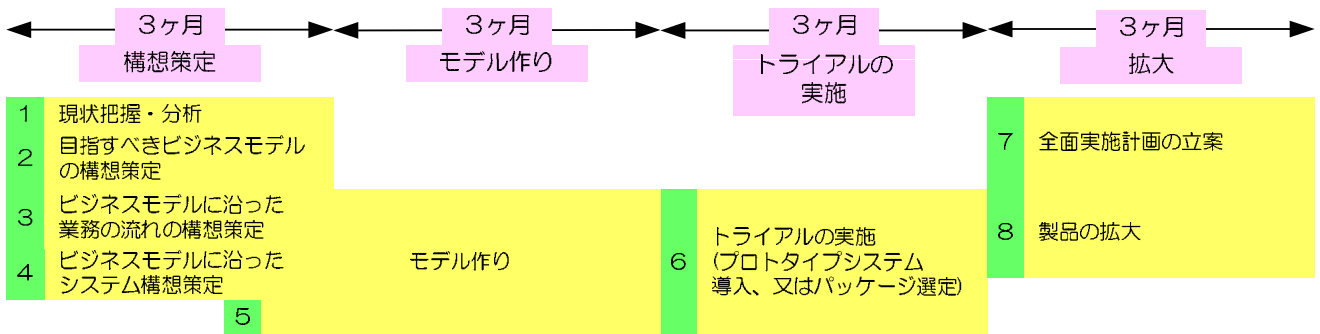 ３ヶ月
構想策定
３ヶ月
モデル作り
３ヶ月
トライアルの
実施
３ヶ月
拡大
1 現状把握・分析
2 目指すべきビジネスモデル
の構想策定
3 ビジネスモデルに沿った
業務の流れの構想策定
4 ビジネスモデルに沿った
システム構想策定
5 モデル作り
6 トライアルの実施
(プロトタイプシステム
導入、又はパッケージ選定)
7 全面実施計画の立案
8 製品の拡大